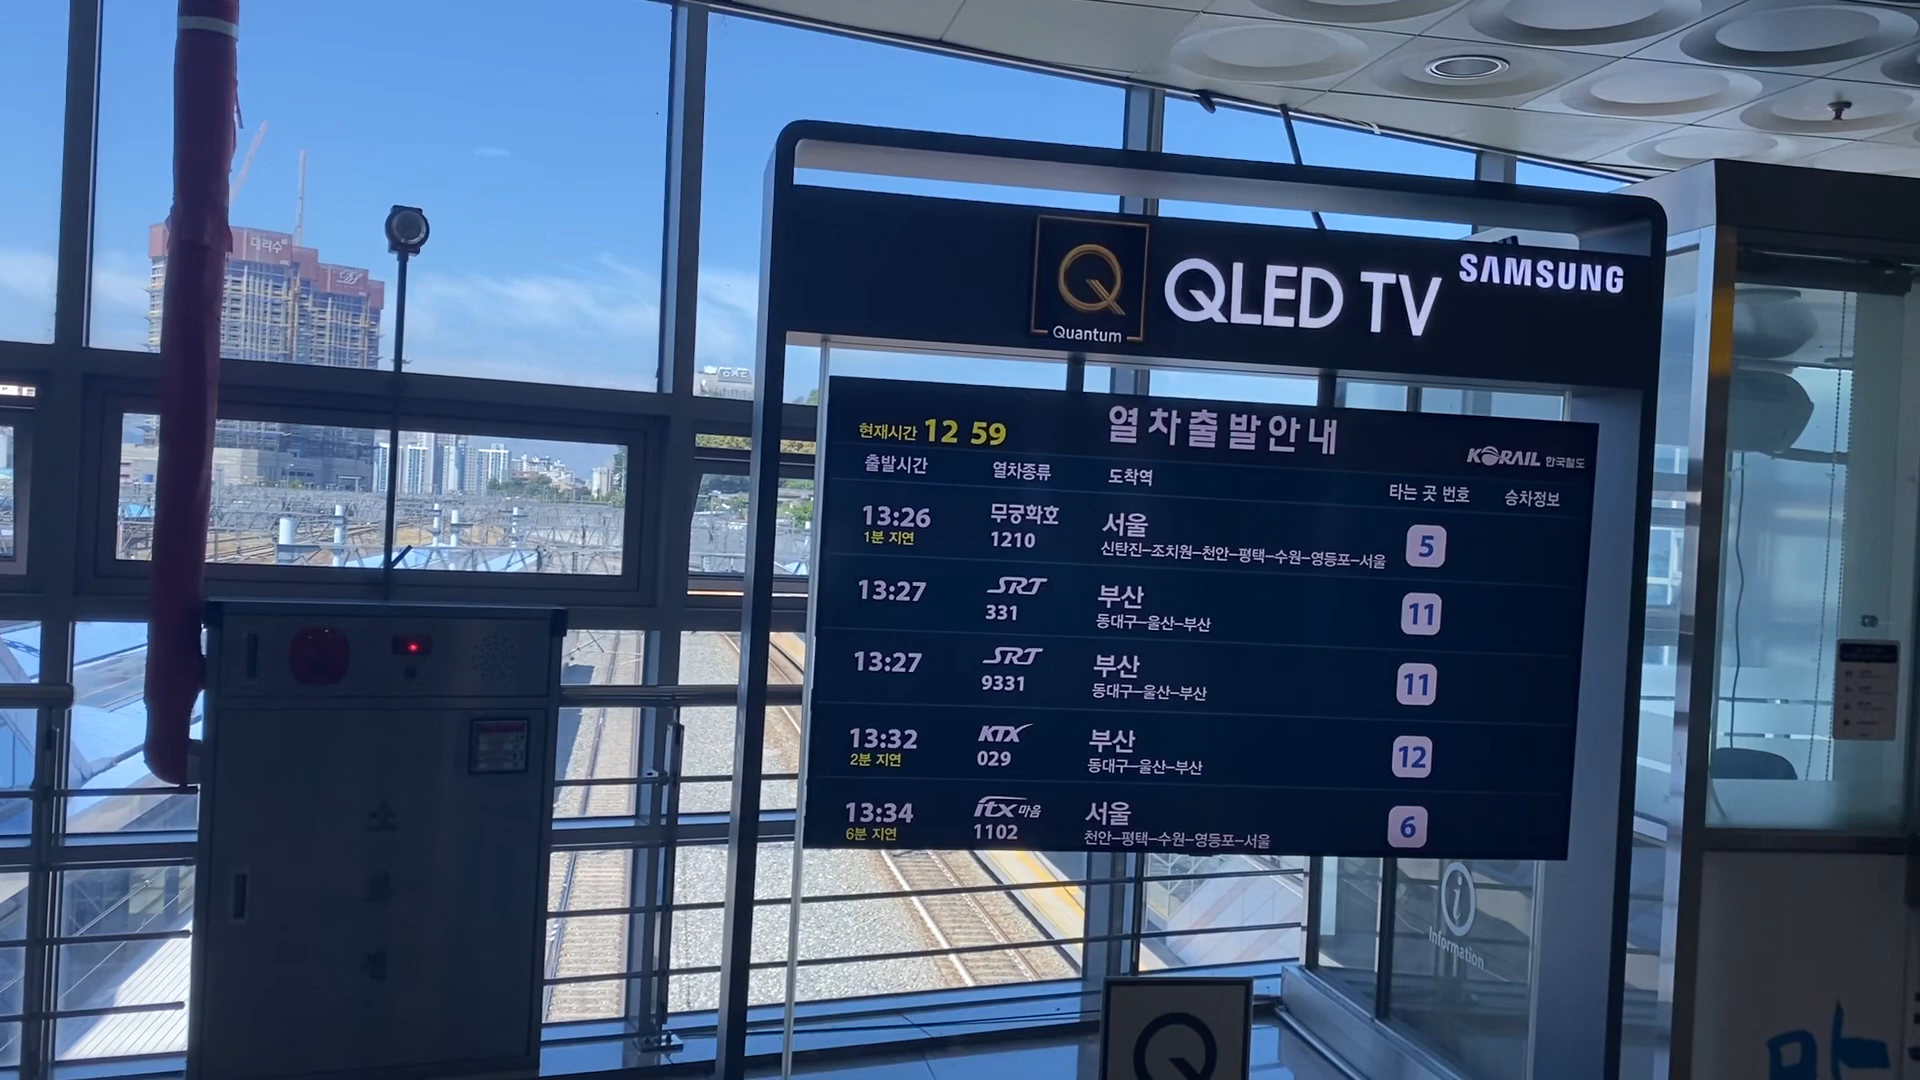 대라수
Quantum
QLED TV
SAMSUNG
현재시간 12 59
열차출발안내
KORAIL 한국철도
출발시간 열차종류 도착역 타는 곳 번호 승차정보
13:26 무궁화호 서울 5
1분 지연 1210 신탄진-조치원-천안-평택-수원-영등포-서울
13:27 SRT 부산 11
331 동대구-울산-부산
13:27 SRT 부산 11
9331 동대구-울산-부산
13:32 KTX 부산 12
2분 지연 029 동대구-울산-부산
13:34 itx 마음 서울 6
6분 지연 1102 천안-평택-수원-영등포-서울
i
Information
소
화
전